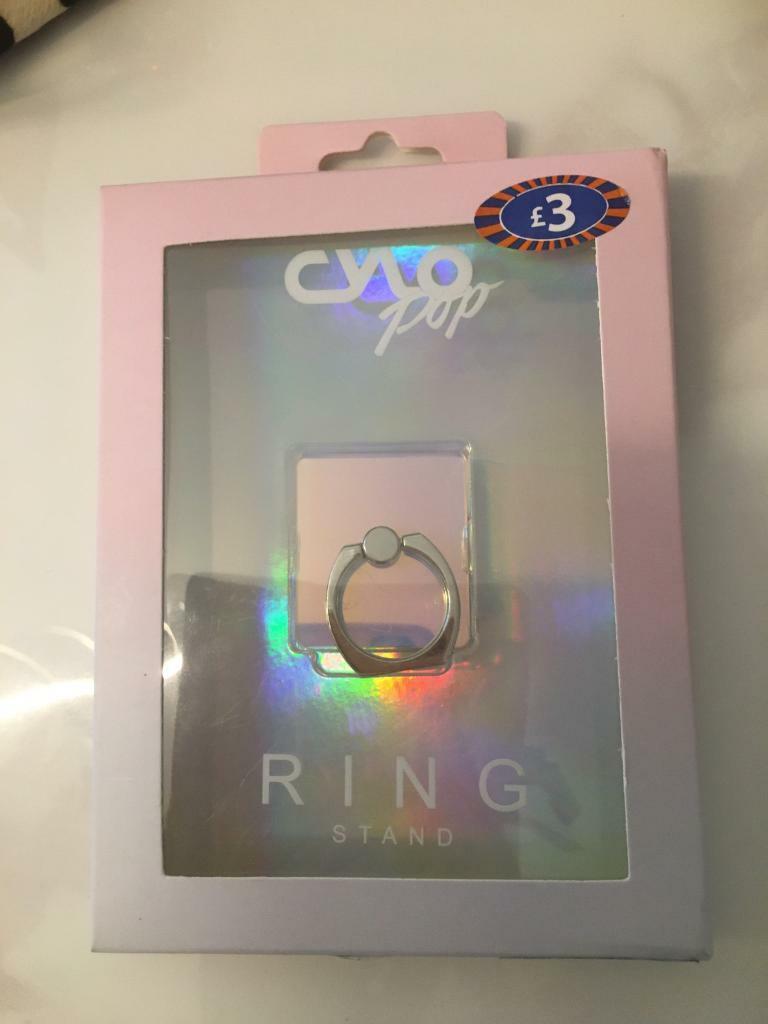 £3
CYLO
pop
RING
STAND